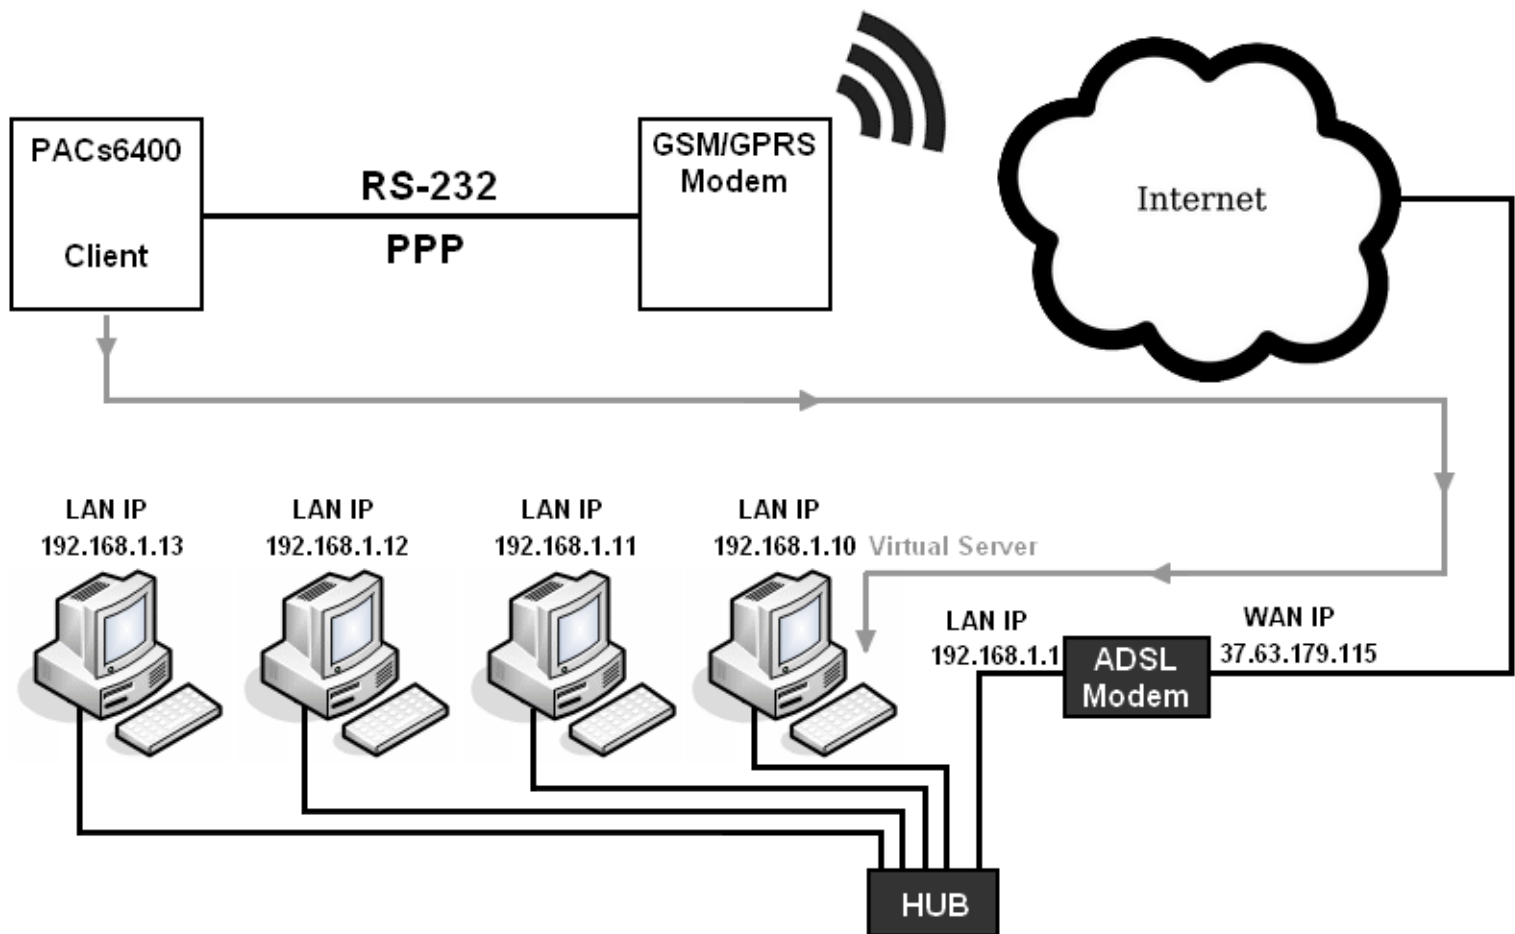 PACs6400
Client
RS-232
PPP
GSM/GPRS
Modem
Internet
LAN IP
192.168.1.13
LAN IP
192.168.1.12
LAN IP
192.168.1.11
LAN IP
192.168.1.10
Virtual Server
LAN IP
192.168.1.1
ADSL
Modem
WAN IP
37.63.179.115
HUB